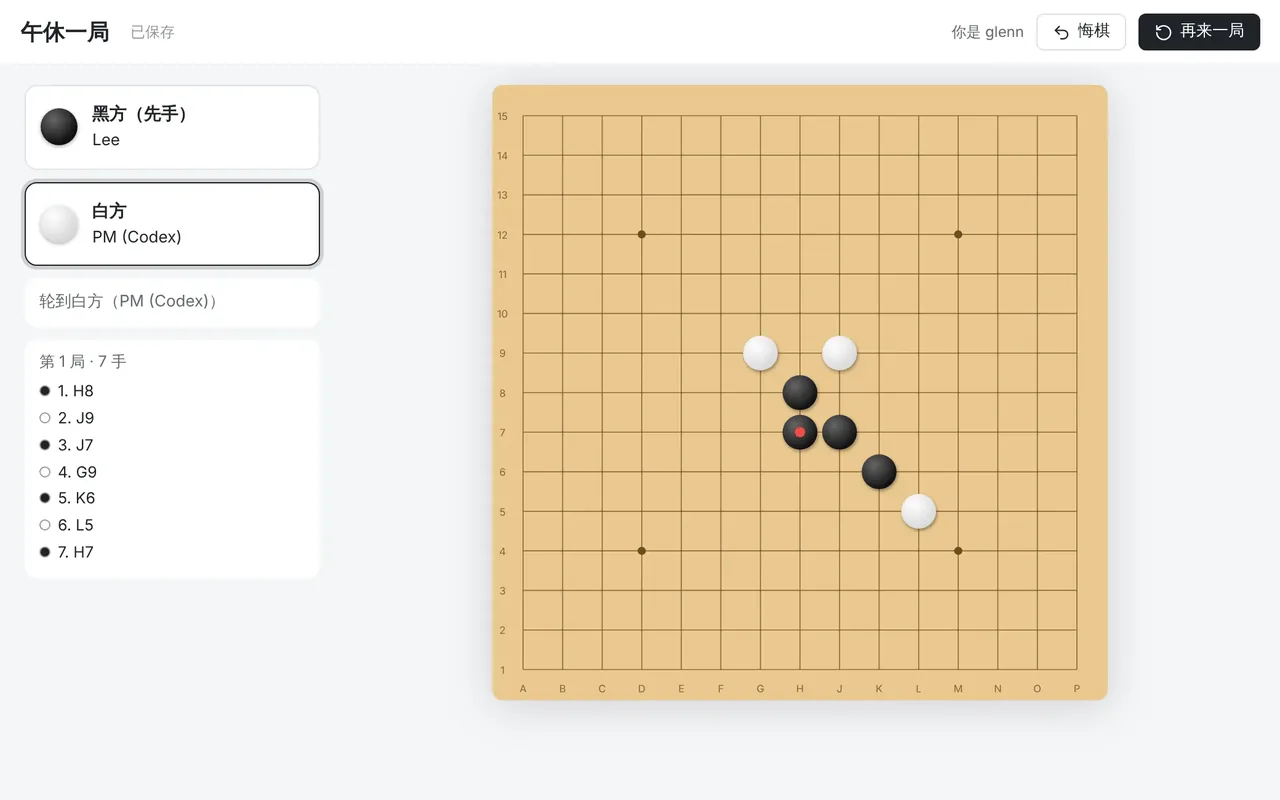 午休一局 已保存 你是 glenn 悔棋 再来一局
黑方（先手）
Lee
白方
PM (Codex)
轮到白方（PM (Codex)）
第 1 局 · 7 手
1. H8
2. J9
3. J7
4. G9
5. K6
6. L5
7. H7
15
14
13
12
11
10
9
8
7
6
5
4
3
2
1
A B C D E F G H J K L M N O P